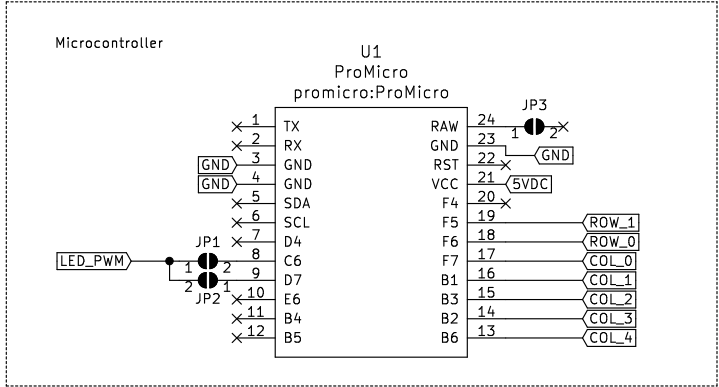 Microcontroller
U1
ProMicro
promicro:ProMicro
JP3
1 TX RAW 24 1 2
2 RX GND 23 GND
GND 3 GND RST 22
GND 4 GND VCC 21 5VDC
5 SDA F4 20
6 SCL F5 19 ROW_1
7 D4 F6 18 ROW_0
JP1
LED_PWM 1 2 8 C6 F7 17 COL_0
2 1 9 D7 B1 16 COL_1
JP2
10 E6 B3 15 COL_2
11 B4 B2 14 COL_3
12 B5 B6 13 COL_4